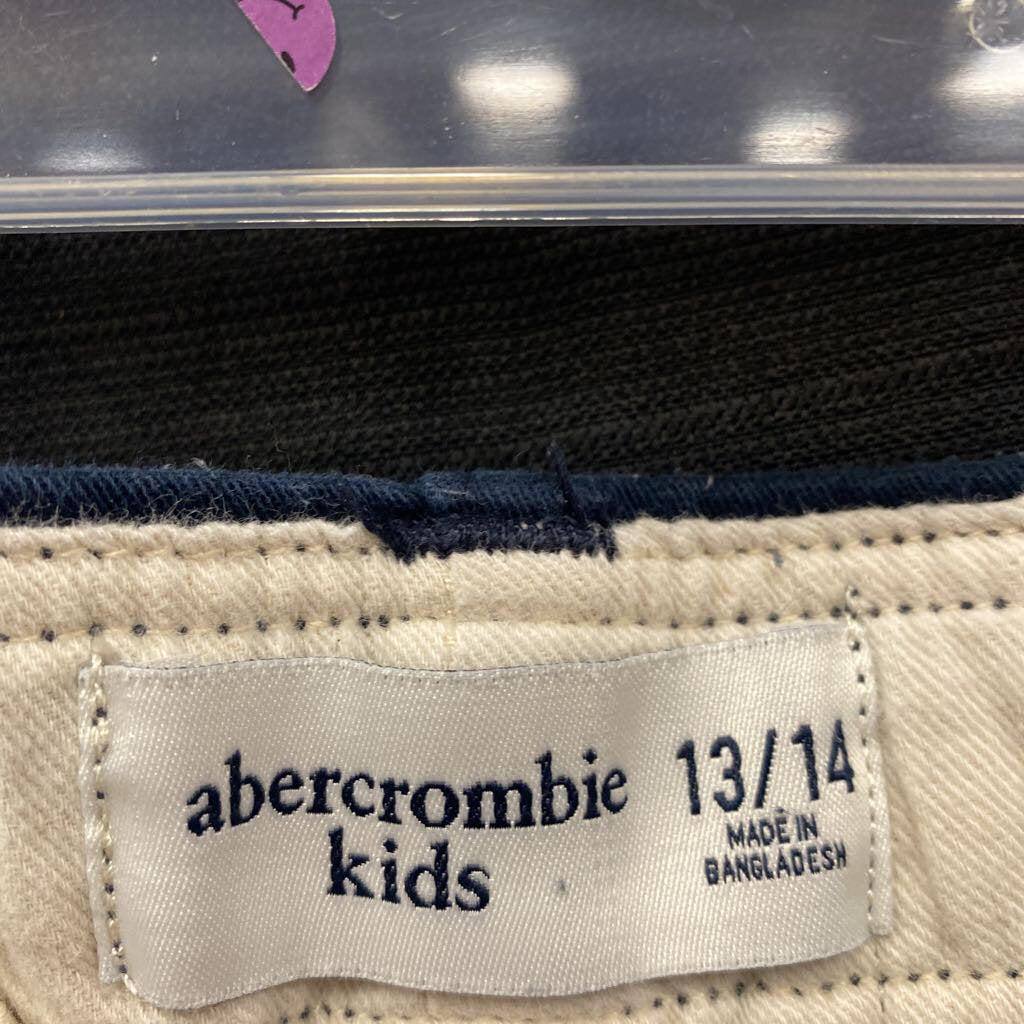 abercrombie
kids
13/14
MADE IN
BANGLADESH